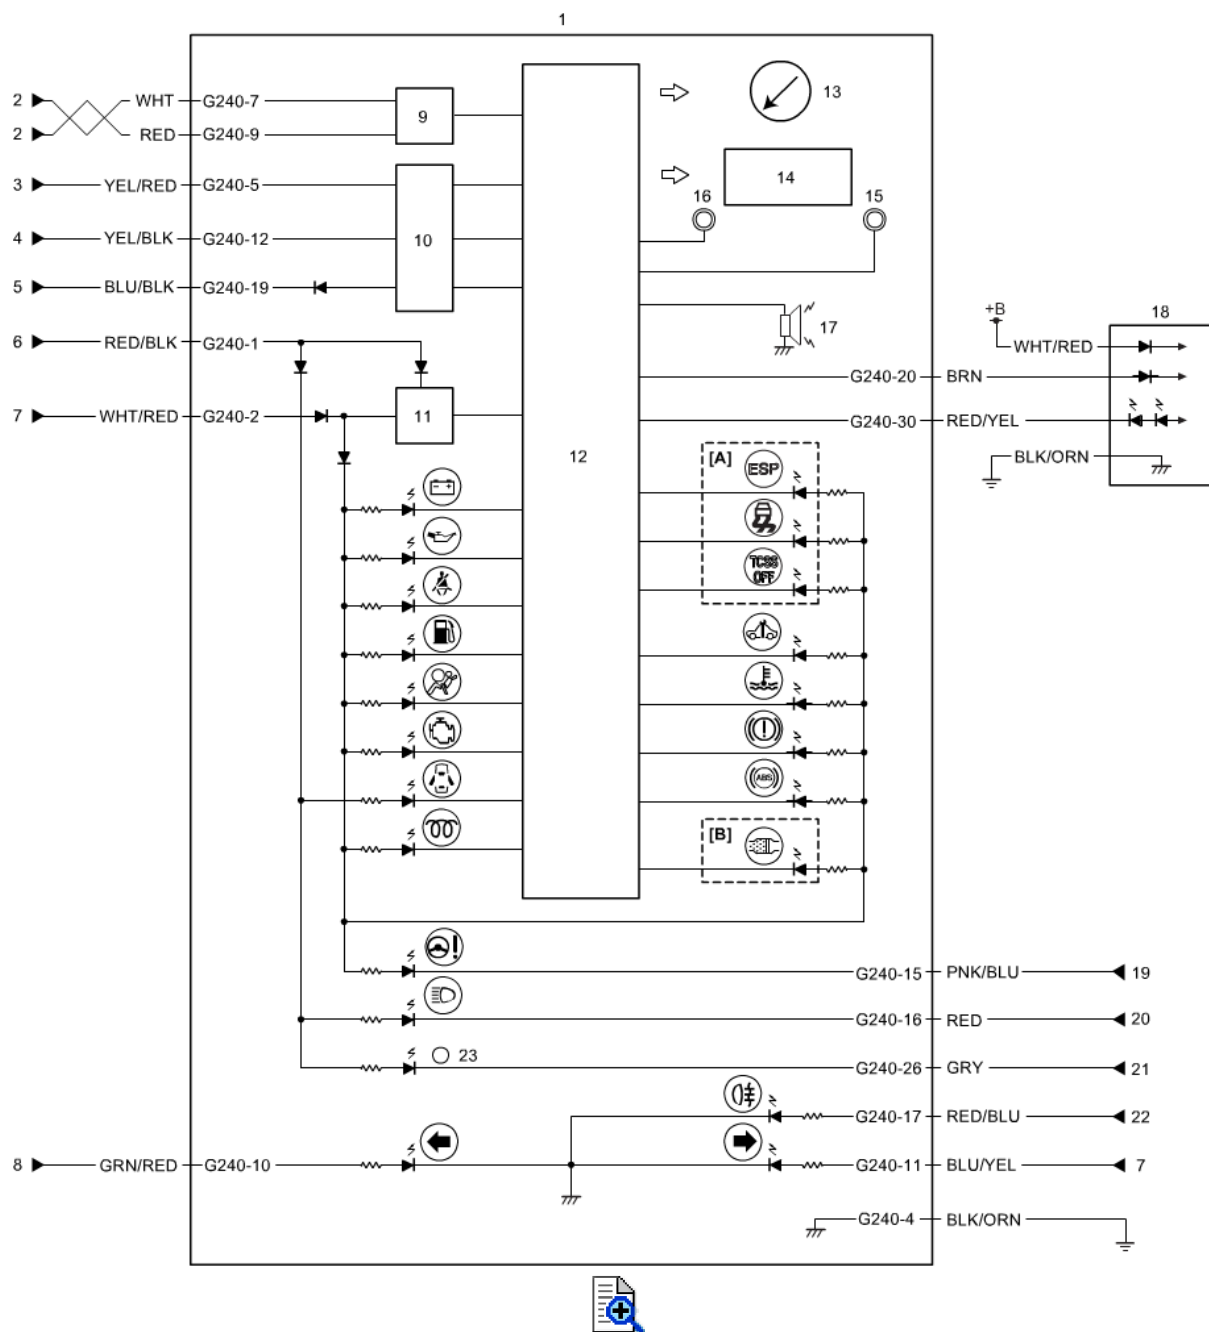 1
2 WHT G240-7
2 RED G240-9
9
13
3 YEL/RED G240-5
14
16 15
4 YEL/BLK G240-12
10
5 BLU/BLK G240-19
+B 18
17
6 RED/BLK G240-1
WHT/RED
G240-20 BRN
7 WHT/RED G240-2
11
G240-30 RED/YEL
12
[A] ESP
BLK/ORN
TCSS
OFF
ABS
[B]
G240-15 PNK/BLU 19
G240-16 RED 20
23
G240-26 GRY 21
G240-17 RED/BLU 22
8 GRN/RED G240-10
G240-11 BLU/YEL 7
G240-4 BLK/ORN